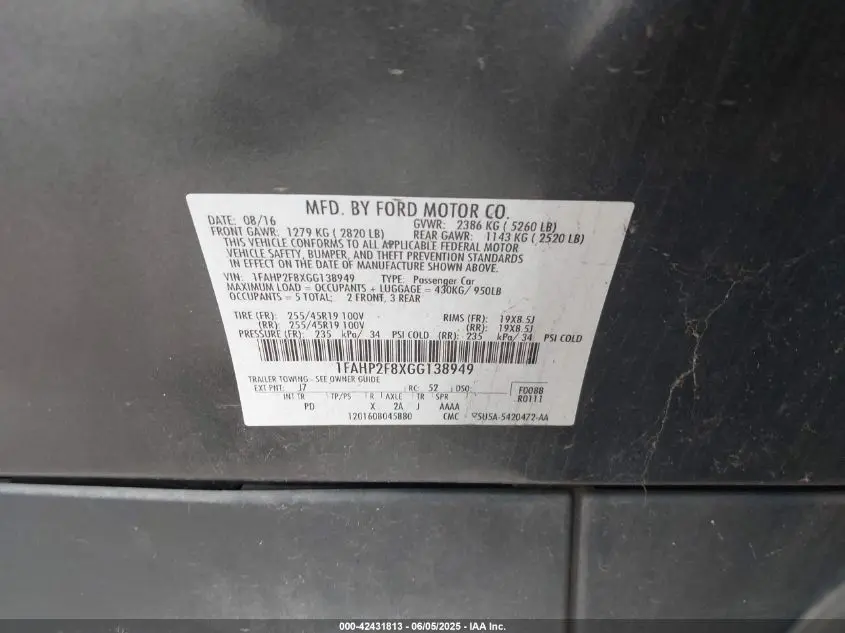 MFD. BY FORD MOTOR CO.
DATE: 08/16 GVWR: 2386 KG ( 5260 LB)
FRONT GAWR: 1279 KG ( 2820 LB) REAR GAWR: 1143 KG ( 2520 LB)
THIS VEHICLE CONFORMS TO ALL APPLICABLE FEDERAL MOTOR
VEHICLE SAFETY, BUMPER, AND THEFT PREVENTION STANDARDS
IN EFFECT ON THE DATE OF MANUFACTURE SHOWN ABOVE.
VIN: 1FAHP2F8XGG138949 TYPE: Passenger Car
MAXIMUM LOAD = OCCUPANTS + LUGGAGE = 430KG/ 950LB
OCCUPANTS = 5 TOTAL; 2 FRONT, 3 REAR
TIRE (FR): 255/45R19 100V RIMS (FR): 19X8.5J
(RR): 255/45R19 100V (RR): 19X8.5J
PRESSURE (FR): 235 kPa/ 34 PSI COLD (RR): 235 kPa/ 34 PSI COLD
1FAHP2F8XGG138949
TRAILER TOWING - SEE OWNER GUIDE
EXT PNT: J7 RC: 52 DSO: FD088
INT TR TP/PS R AXLE TR SPR R0111
PD X 2A J AAAA
1201608045880 CMC 5U5A-5420472-AA
000-42431813 - 06/05/2025 - IAA Inc.